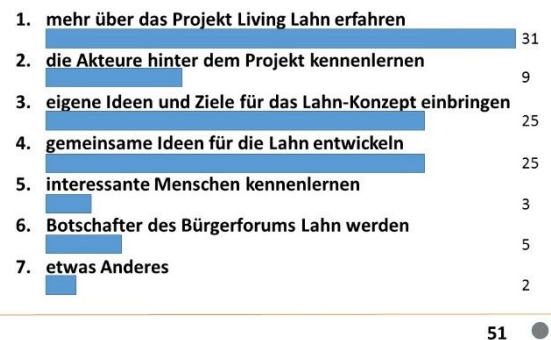 1. mehr über das Projekt Living Lahn erfahren
31
2. die Akteure hinter dem Projekt kennenlernen
9
3. eigene Ideen und Ziele für das Lahn-Konzept einbringen
25
4. gemeinsame Ideen für die Lahn entwickeln
25
5. interessante Menschen kennenlernen
3
6. Botschafter des Bürgerforums Lahn werden
5
7. etwas Anderes
2
51